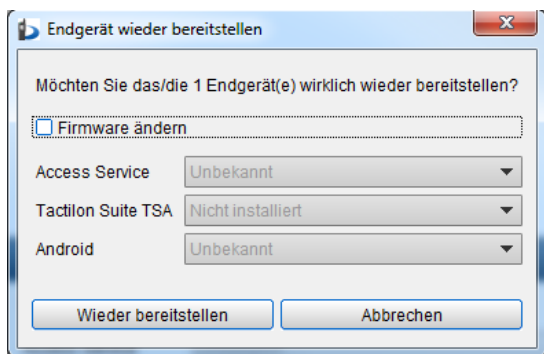 Endgerät wieder bereitstellen
Möchten Sie das/die 1 Endgerät(e) wirklich wieder bereitstellen?
Firmware ändern
Access Service Unbekannt
Tactilon Suite TSA Nicht installiert
Android Unbekannt
Wieder bereitstellen Abbrechen